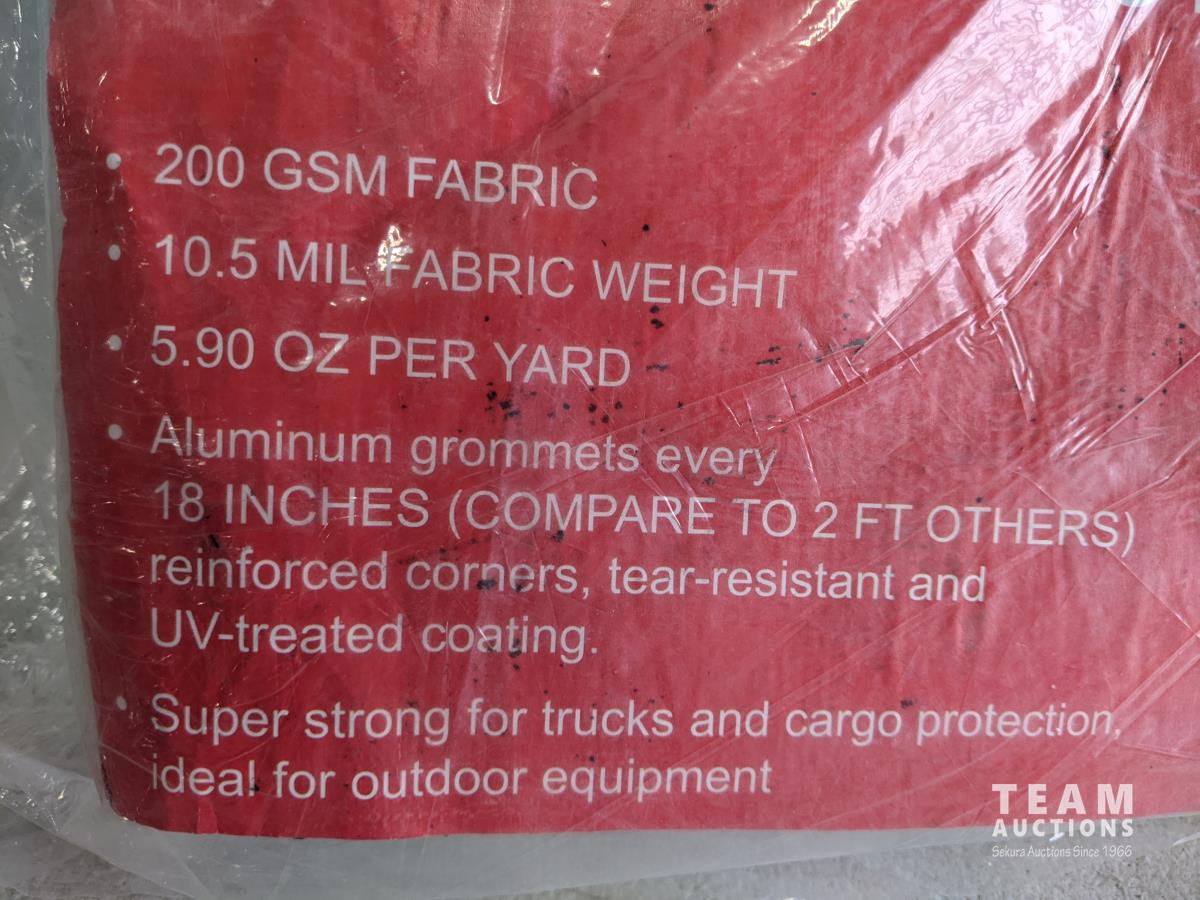 • 200 GSM FABRIC
• 10.5 MIL FABRIC WEIGHT
• 5.90 OZ PER YARD
• Aluminum grommets every
18 INCHES (COMPARE TO 2 FT OTHERS)
reinforced corners, tear-resistant and
UV-treated coating.
• Super strong for trucks and cargo protection,
ideal for outdoor equipment
TEAM
AUCTIONS
Sekura Auctions Since 1966